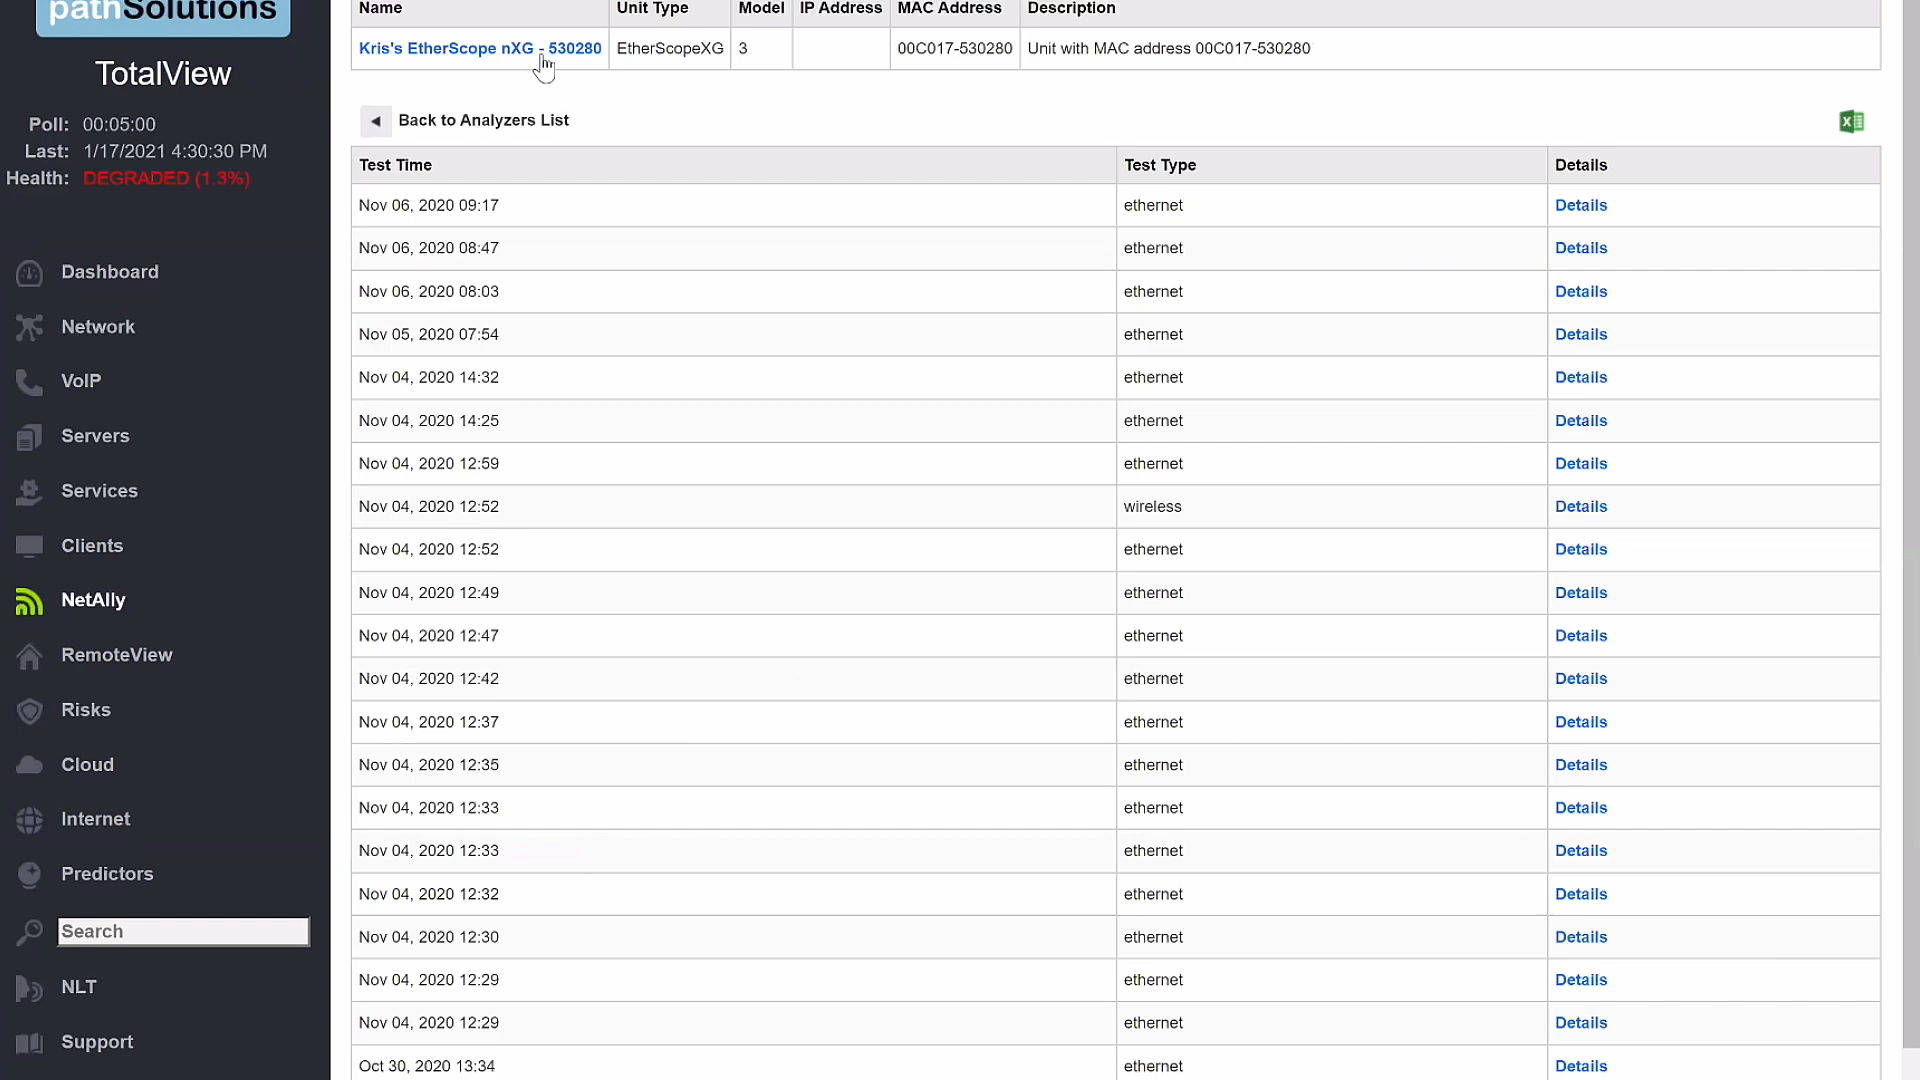 pathSolutions
TotalView
Poll: 00:05:00
Last: 1/17/2021 4:30:30 PM
Health: DEGRADED (1.3%)
Dashboard
Network
VoIP
Servers
Services
Clients
NetAlly
RemoteView
Risks
Cloud
Internet
Predictors
Search
NLT
Support
Name Unit Type Model IP Address MAC Address Description
Kris's EtherScope nXG - 530280 EtherScopeXG 3 00C017-530280 Unit with MAC address 00C017-530280
Back to Analyzers List
Test Time Test Type Details
Nov 06, 2020 09:17 ethernet Details
Nov 06, 2020 08:47 ethernet Details
Nov 06, 2020 08:03 ethernet Details
Nov 05, 2020 07:54 ethernet Details
Nov 04, 2020 14:32 ethernet Details
Nov 04, 2020 14:25 ethernet Details
Nov 04, 2020 12:59 ethernet Details
Nov 04, 2020 12:52 wireless Details
Nov 04, 2020 12:52 ethernet Details
Nov 04, 2020 12:49 ethernet Details
Nov 04, 2020 12:47 ethernet Details
Nov 04, 2020 12:42 ethernet Details
Nov 04, 2020 12:37 ethernet Details
Nov 04, 2020 12:35 ethernet Details
Nov 04, 2020 12:33 ethernet Details
Nov 04, 2020 12:33 ethernet Details
Nov 04, 2020 12:32 ethernet Details
Nov 04, 2020 12:30 ethernet Details
Nov 04, 2020 12:29 ethernet Details
Nov 04, 2020 12:29 ethernet Details
Oct 30, 2020 13:34 ethernet Details